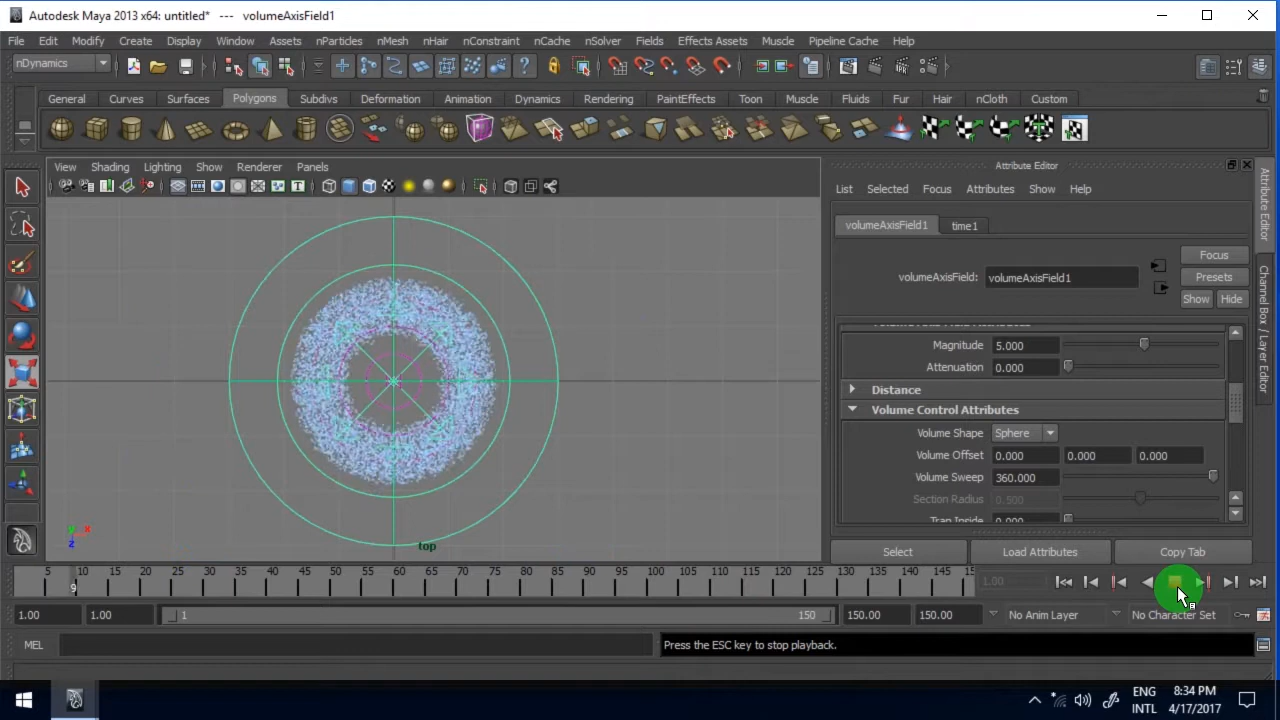 Autodesk Maya 2013 x64: untitled* --- volumeAxisField1
File Edit Modify Create Display Window Assets nParticles nMesh nHair nConstraint nCache nSolver Fields Effects Assets Muscle Pipeline Cache Help
nDynamics
General Curves Surfaces Polygons Subdivs Deformation Animation Dynamics Rendering PaintEffects Toon Muscle Fluids Fur Hair nCloth Custom
View Shading Lighting Show Renderer Panels
Attribute Editor
List Selected Focus Attributes Show Help
volumeAxisField1 time1
Focus
volumeAxisField: volumeAxisField1
Presets
Show Hide
Magnitude 5.000
Attenuation 0.000
Distance
Volume Control Attributes
Volume Shape Sphere
Volume Offset 0.000 0.000 0.000
Volume Sweep 360.000
Section Radius 0.500
Trap Inside 0.000
Select Load Attributes Copy Tab
Attribute Editor
Channel Box / Layer Editor
y x
z
top
5 10 15 20 25 30 35 40 45 50 55 60 65 70 75 80 85 90 95 100 105 110 115 120 125 130 135 140 145 15
9
1.00
1.00 1.00 1 150 150.00 150.00 No Anim Layer No Character Set
MEL Press the ESC key to stop playback.
ENG 8:34 PM
INTL 4/17/2017